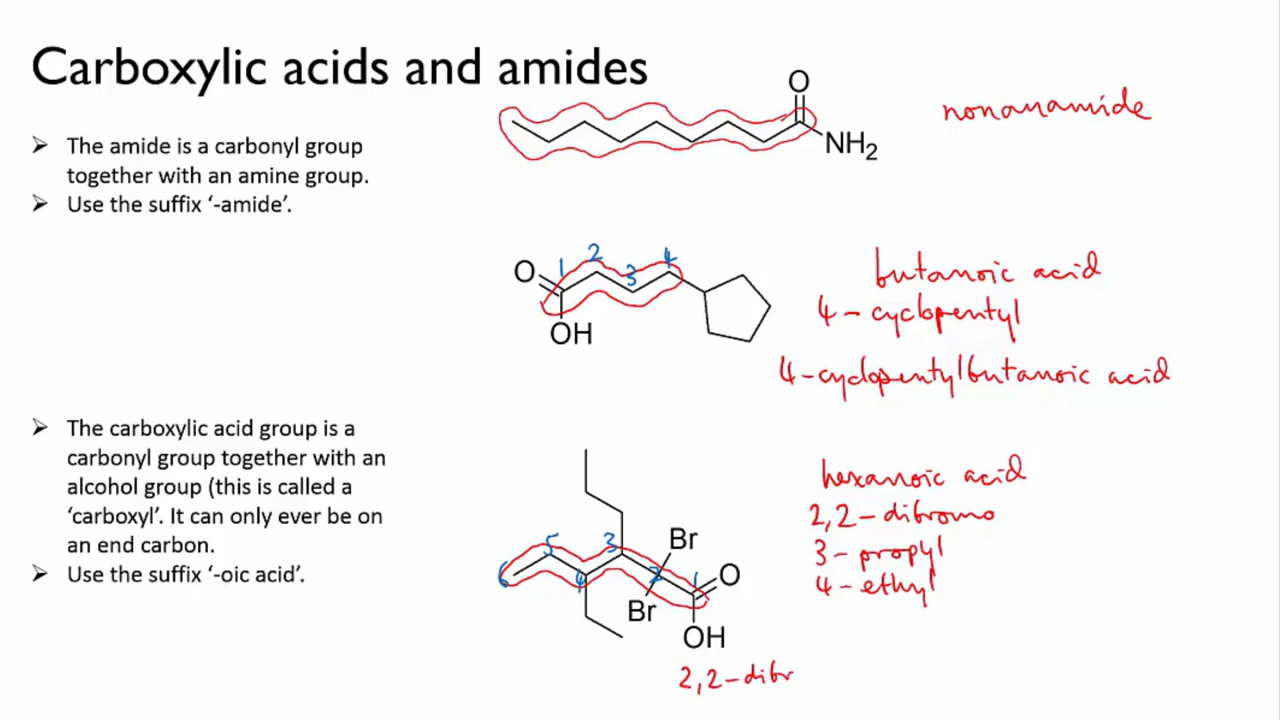 Carboxylic acids and amides
➢ The amide is a carbonyl group
together with an amine group.
➢ Use the suffix ‘-amide’.
O
NH2
nonanamide
O
1
2
3
4
OH
butanoic acid
4-cyclopentyl
4-cyclopentylbutanoic acid
➢ The carboxylic acid group is a
carbonyl group together with an
alcohol group (this is called a
‘carboxyl’. It can only ever be on
an end carbon.
➢ Use the suffix ‘-oic acid’.
6
5
4
3
2
1
Br
Br
O
OH
hexanoic acid
2,2-dibromo
3-propyl
4-ethyl
2,2-dibr